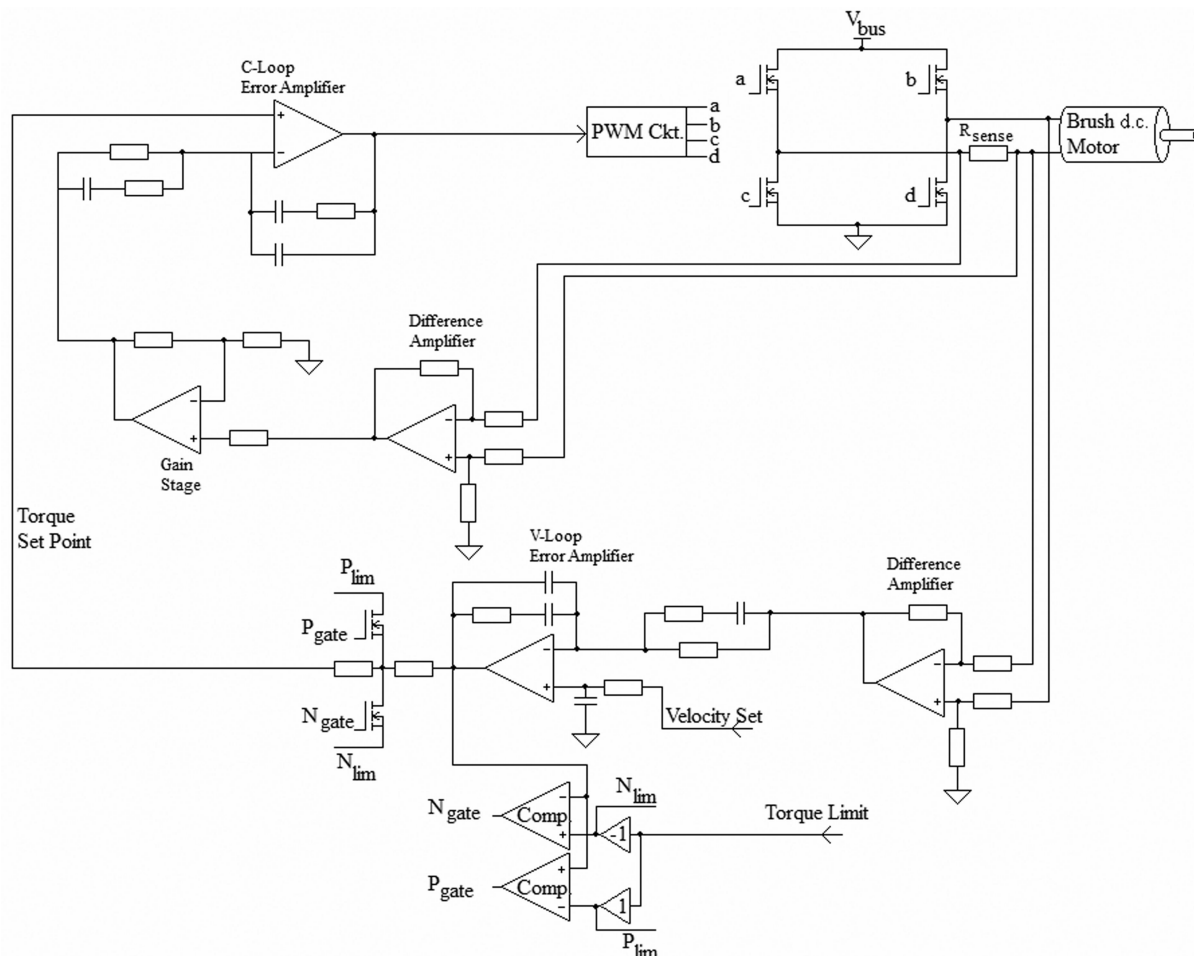 V_bus
C-Loop
Error Amplifier
+
−
PWM Ckt.
a
b
c
d
a
b
c
d
R_sense
Brush d.c.
Motor
Difference
Amplifier
−
+
−
+
Gain
Stage
Torque
Set Point
V-Loop
Error Amplifier
−
+
Difference
Amplifier
−
+
P_lim
P_gate
N_gate
N_lim
Velocity Set
N_lim
N_gate
−
Comp
+
-1
Torque Limit
P_gate
+
Comp
−
1
P_lim